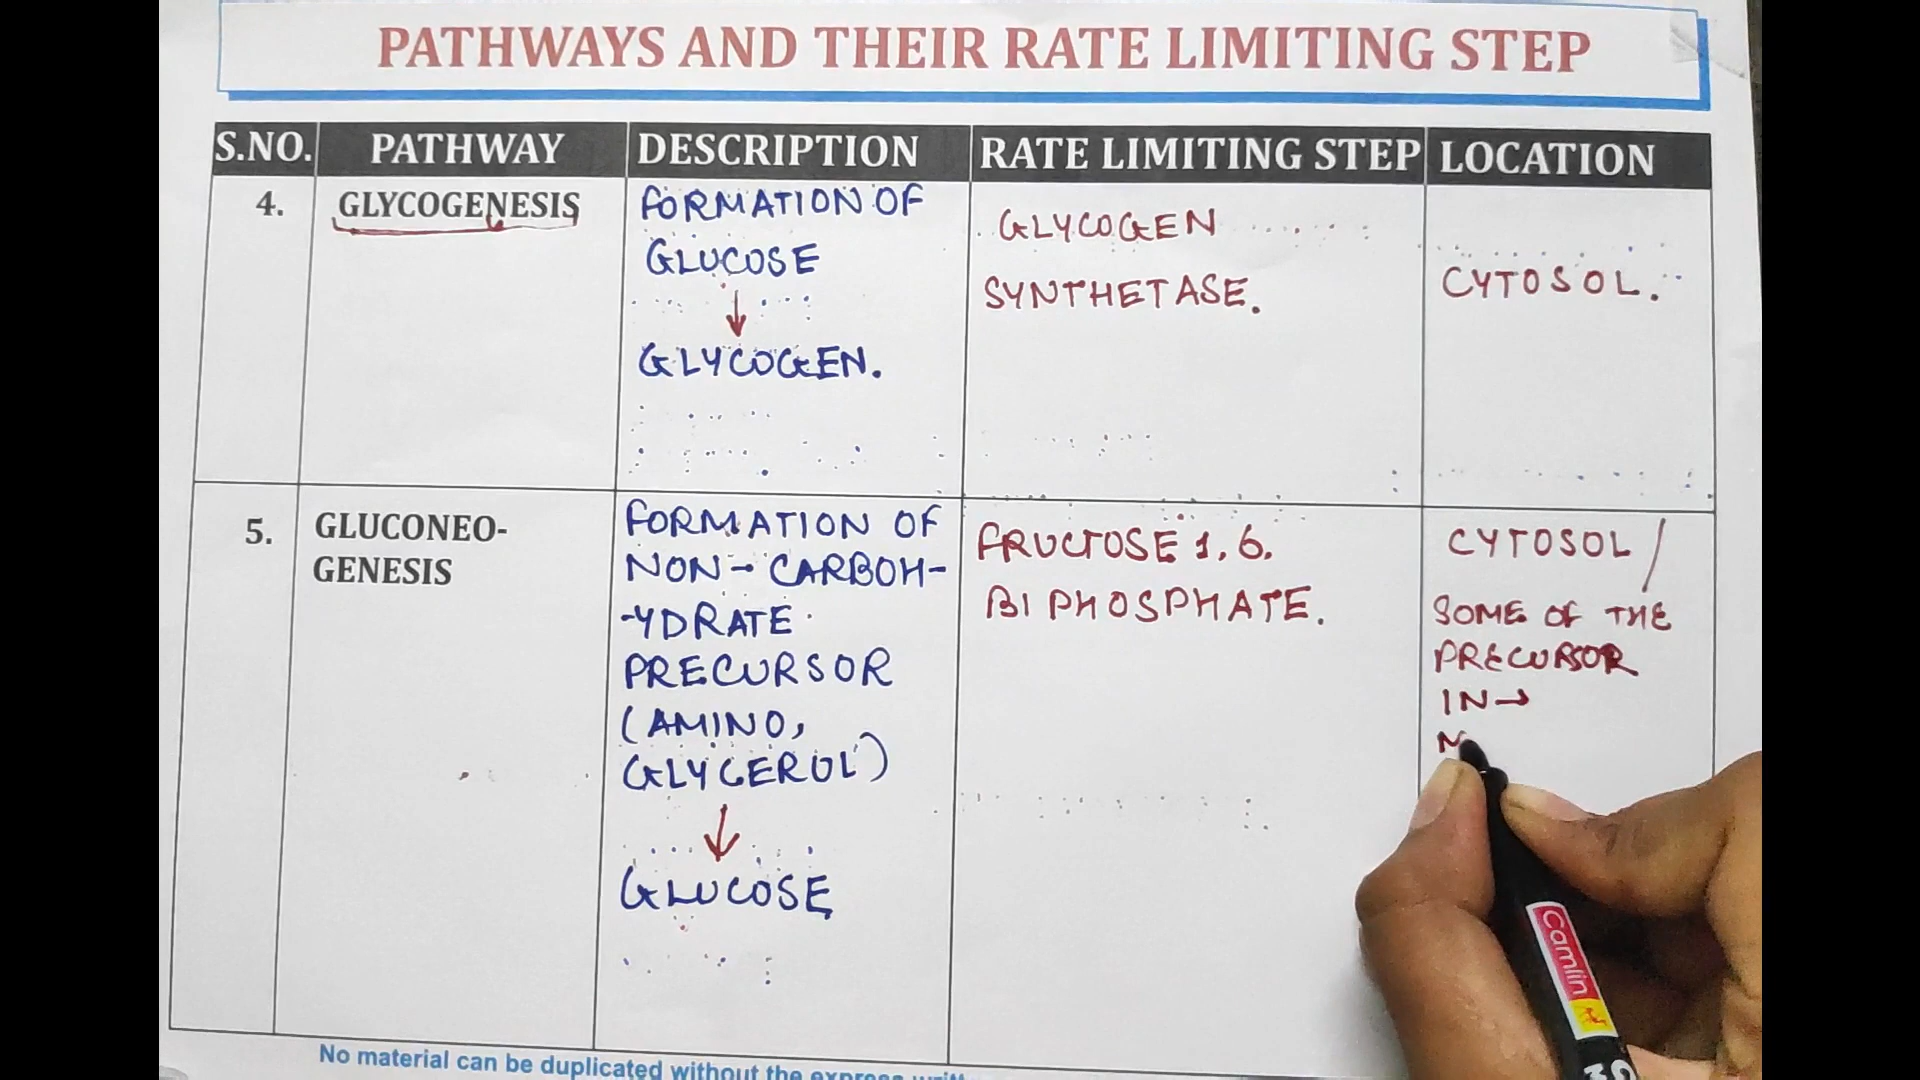 PATHWAYS AND THEIR RATE LIMITING STEP
S.NO. PATHWAY DESCRIPTION RATE LIMITING STEP LOCATION
4. GLYCOGENESIS
FORMATION OF
GLUCOSE
GLYCOGEN.
GLYCOGEN
SYNTHETASE.
CYTOSOL.
5. GLUCONEO-
GENESIS
FORMATION OF
NON-CARBOH-
-YDRATE
PRECURSOR
(AMINO,
GLYCEROL)
GLUCOSE
FRUCTOSE 1.6.
BIPHOSPHATE.
CYTOSOL/
SOME OF THE
PRECURSOR
IN→
Camlin
No material can be duplicated without the express